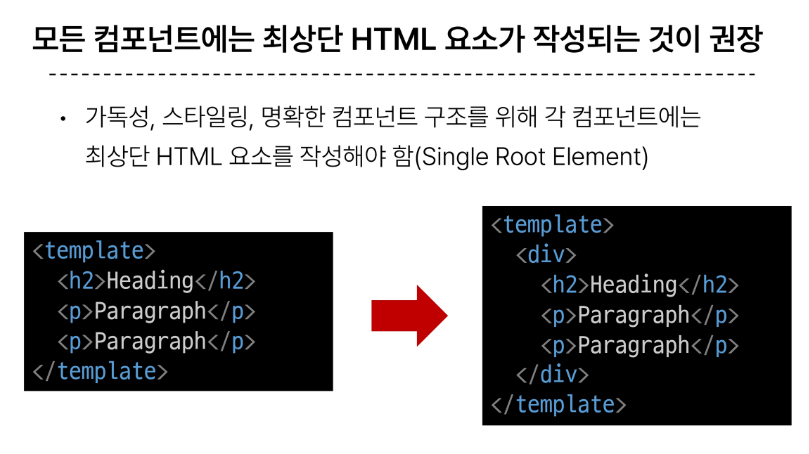 모든 컴포넌트에는 최상단 HTML 요소가 작성되는 것이 권장
• 가독성, 스타일링, 명확한 컴포넌트 구조를 위해 각 컴포넌트에는
최상단 HTML 요소를 작성해야 함(Single Root Element)
<template>
  <h2>Heading</h2>
  <p>Paragraph</p>
  <p>Paragraph</p>
</template>
<template>
  <div>
    <h2>Heading</h2>
    <p>Paragraph</p>
    <p>Paragraph</p>
  </div>
</template>